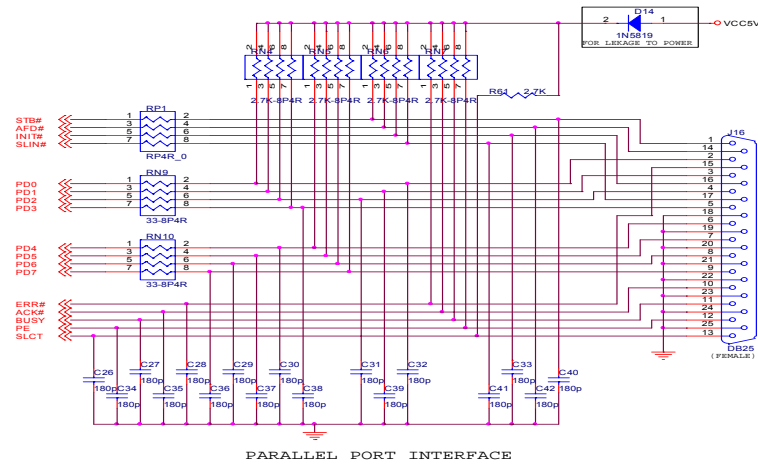 D14
2 1
VCC5V
1N5819
FOR LEKAGE TO POWER
2 4 6 8 2 4 6 8 2 4 6 8 2 4 6 8
RN4 RN5 RN6 RN7
1 3 5 7 1 3 5 7 1 3 5 7 1 3 5 7
2.7K-8P4R 2.7K-8P4R 2.7K-8P4R 2.7K-8P4R
R61 2.7K
RP1
STB# 1 2
AFD# 3 4
INIT# 5 6
SLIN# 7 8
RP4R_0
RN9
PD0 1 2
PD1 3 4
PD2 5 6
PD3 7 8
33-8P4R
RN10
PD4 1 2
PD5 3 4
PD6 5 6
PD7 7 8
33-8P4R
ERR#
ACK#
BUSY
PE
SLCT
J16
1
14
2
15
3
16
4
17
5
18
6
19
7
20
8
21
9
22
10
23
11
24
12
25
13
DB25
(FEMALE)
C27 C28 C29 C30 C31 C32 C33 C40
C26 180p 180p 180p 180p 180p 180p 180p 180p
180p C34 C35 C36 C37 C38 C39 C41 C42
180p 180p 180p 180p 180p 180p 180p 180p
PARALLEL PORT INTERFACE